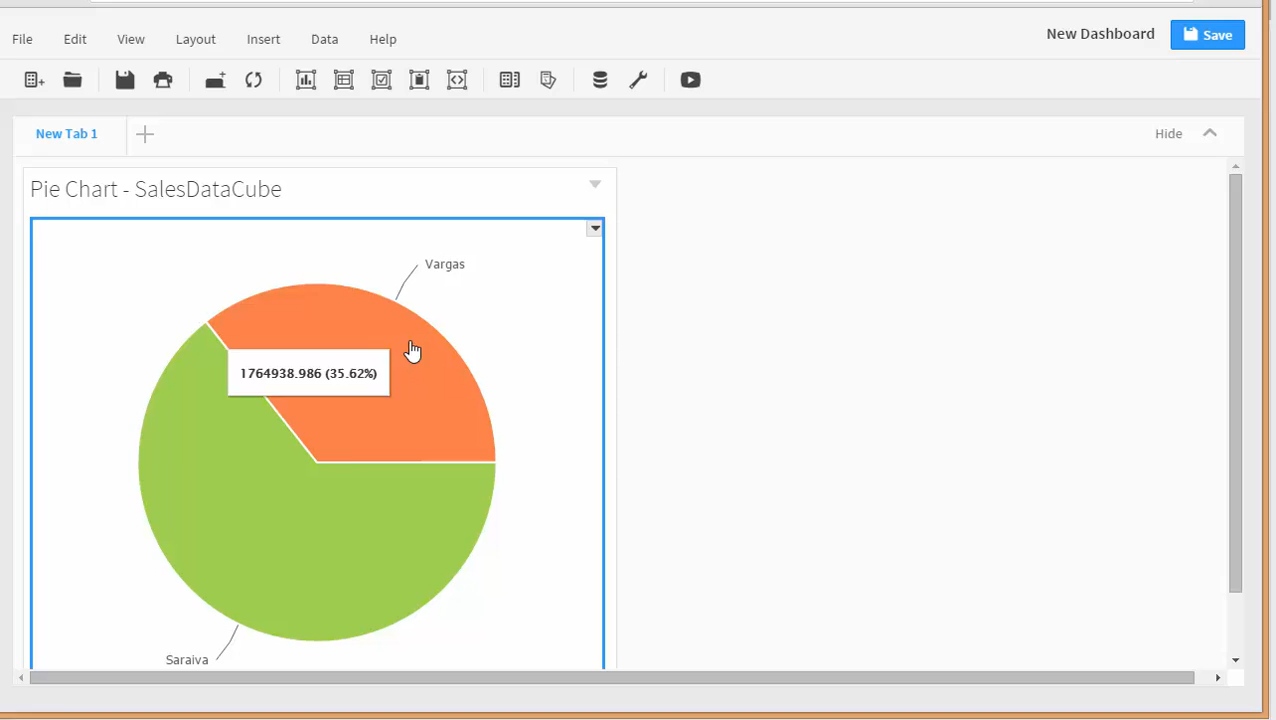 File Edit View Layout Insert Data Help New Dashboard Save
New Tab 1 Hide
Pie Chart - SalesDataCube
Vargas
1764938.986 (35.62%)
Saraiva